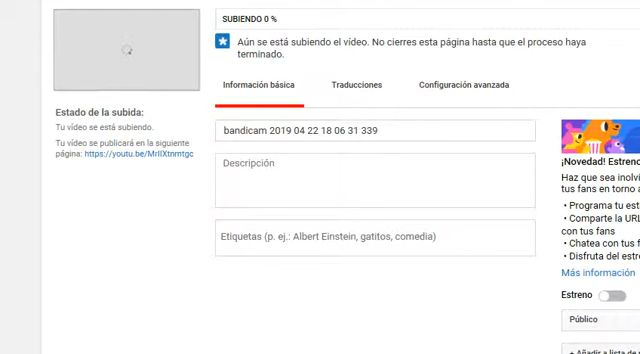 SUBIENDO 0 %
Aún se está subiendo el vídeo. No cierres esta página hasta que el proceso haya
terminado.
Información básica
Traducciones
Configuración avanzada
Estado de la subida:
Tu vídeo se está subiendo.
Tu vídeo se publicará en la siguiente
página: https://youtu.be/MrIlXtnmtgc
bandicam 2019 04 22 18 06 31 339
Descripción
Etiquetas (p. ej.: Albert Einstein, gatitos, comedia)
¡Novedad! Estreno
Haz que sea inolvi
tus fans en torno a
• Programa tu est
• Comparte la URL
con tus fans
• Chatea con tus f
• Disfruta del estre
Más información
Estreno
Público
+ Añadir a lista de